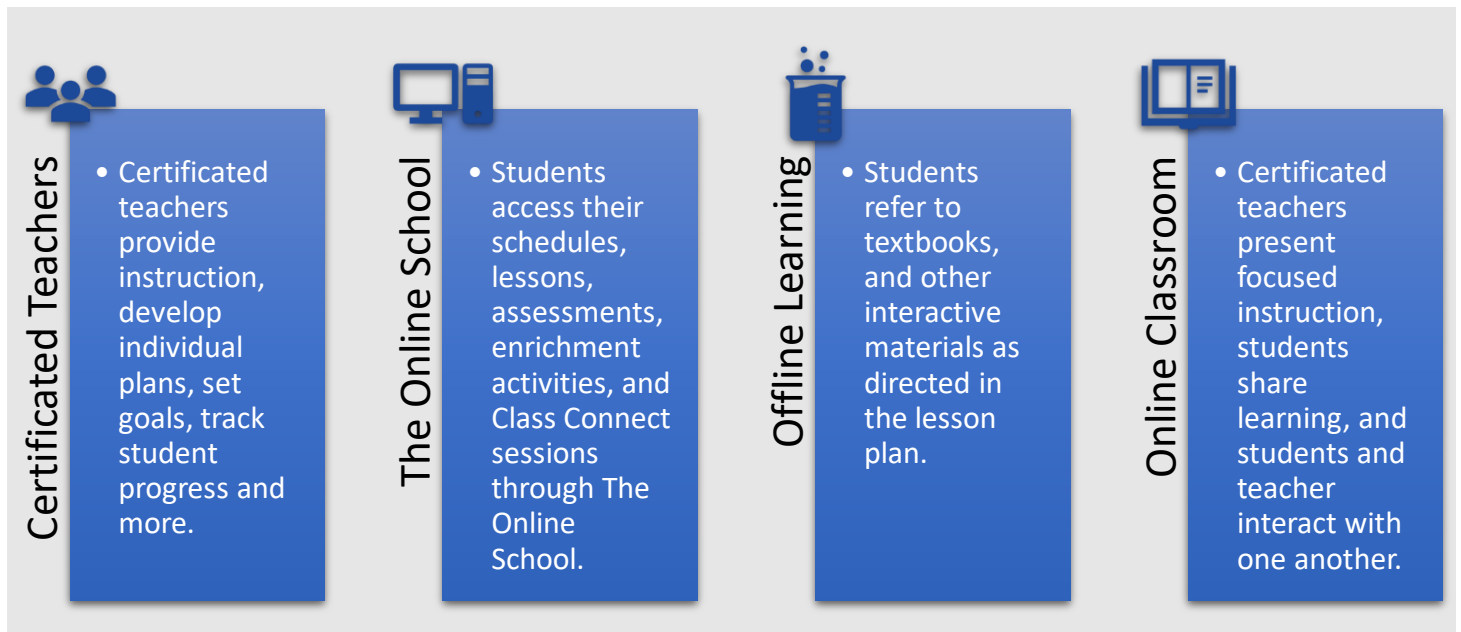 Certificated Teachers
• Certificated
teachers
provide
instruction,
develop
individual
plans, set
goals, track
student
progress and
more.
The Online School
• Students
access their
schedules,
lessons,
assessments,
enrichment
activities, and
Class Connect
sessions
through The
Online
School.
Offline Learning
• Students
refer to
textbooks,
and other
interactive
materials as
directed in
the lesson
plan.
Online Classroom
• Certificated
teachers
present
focused
instruction,
students
share
learning, and
students and
teacher
interact with
one another.